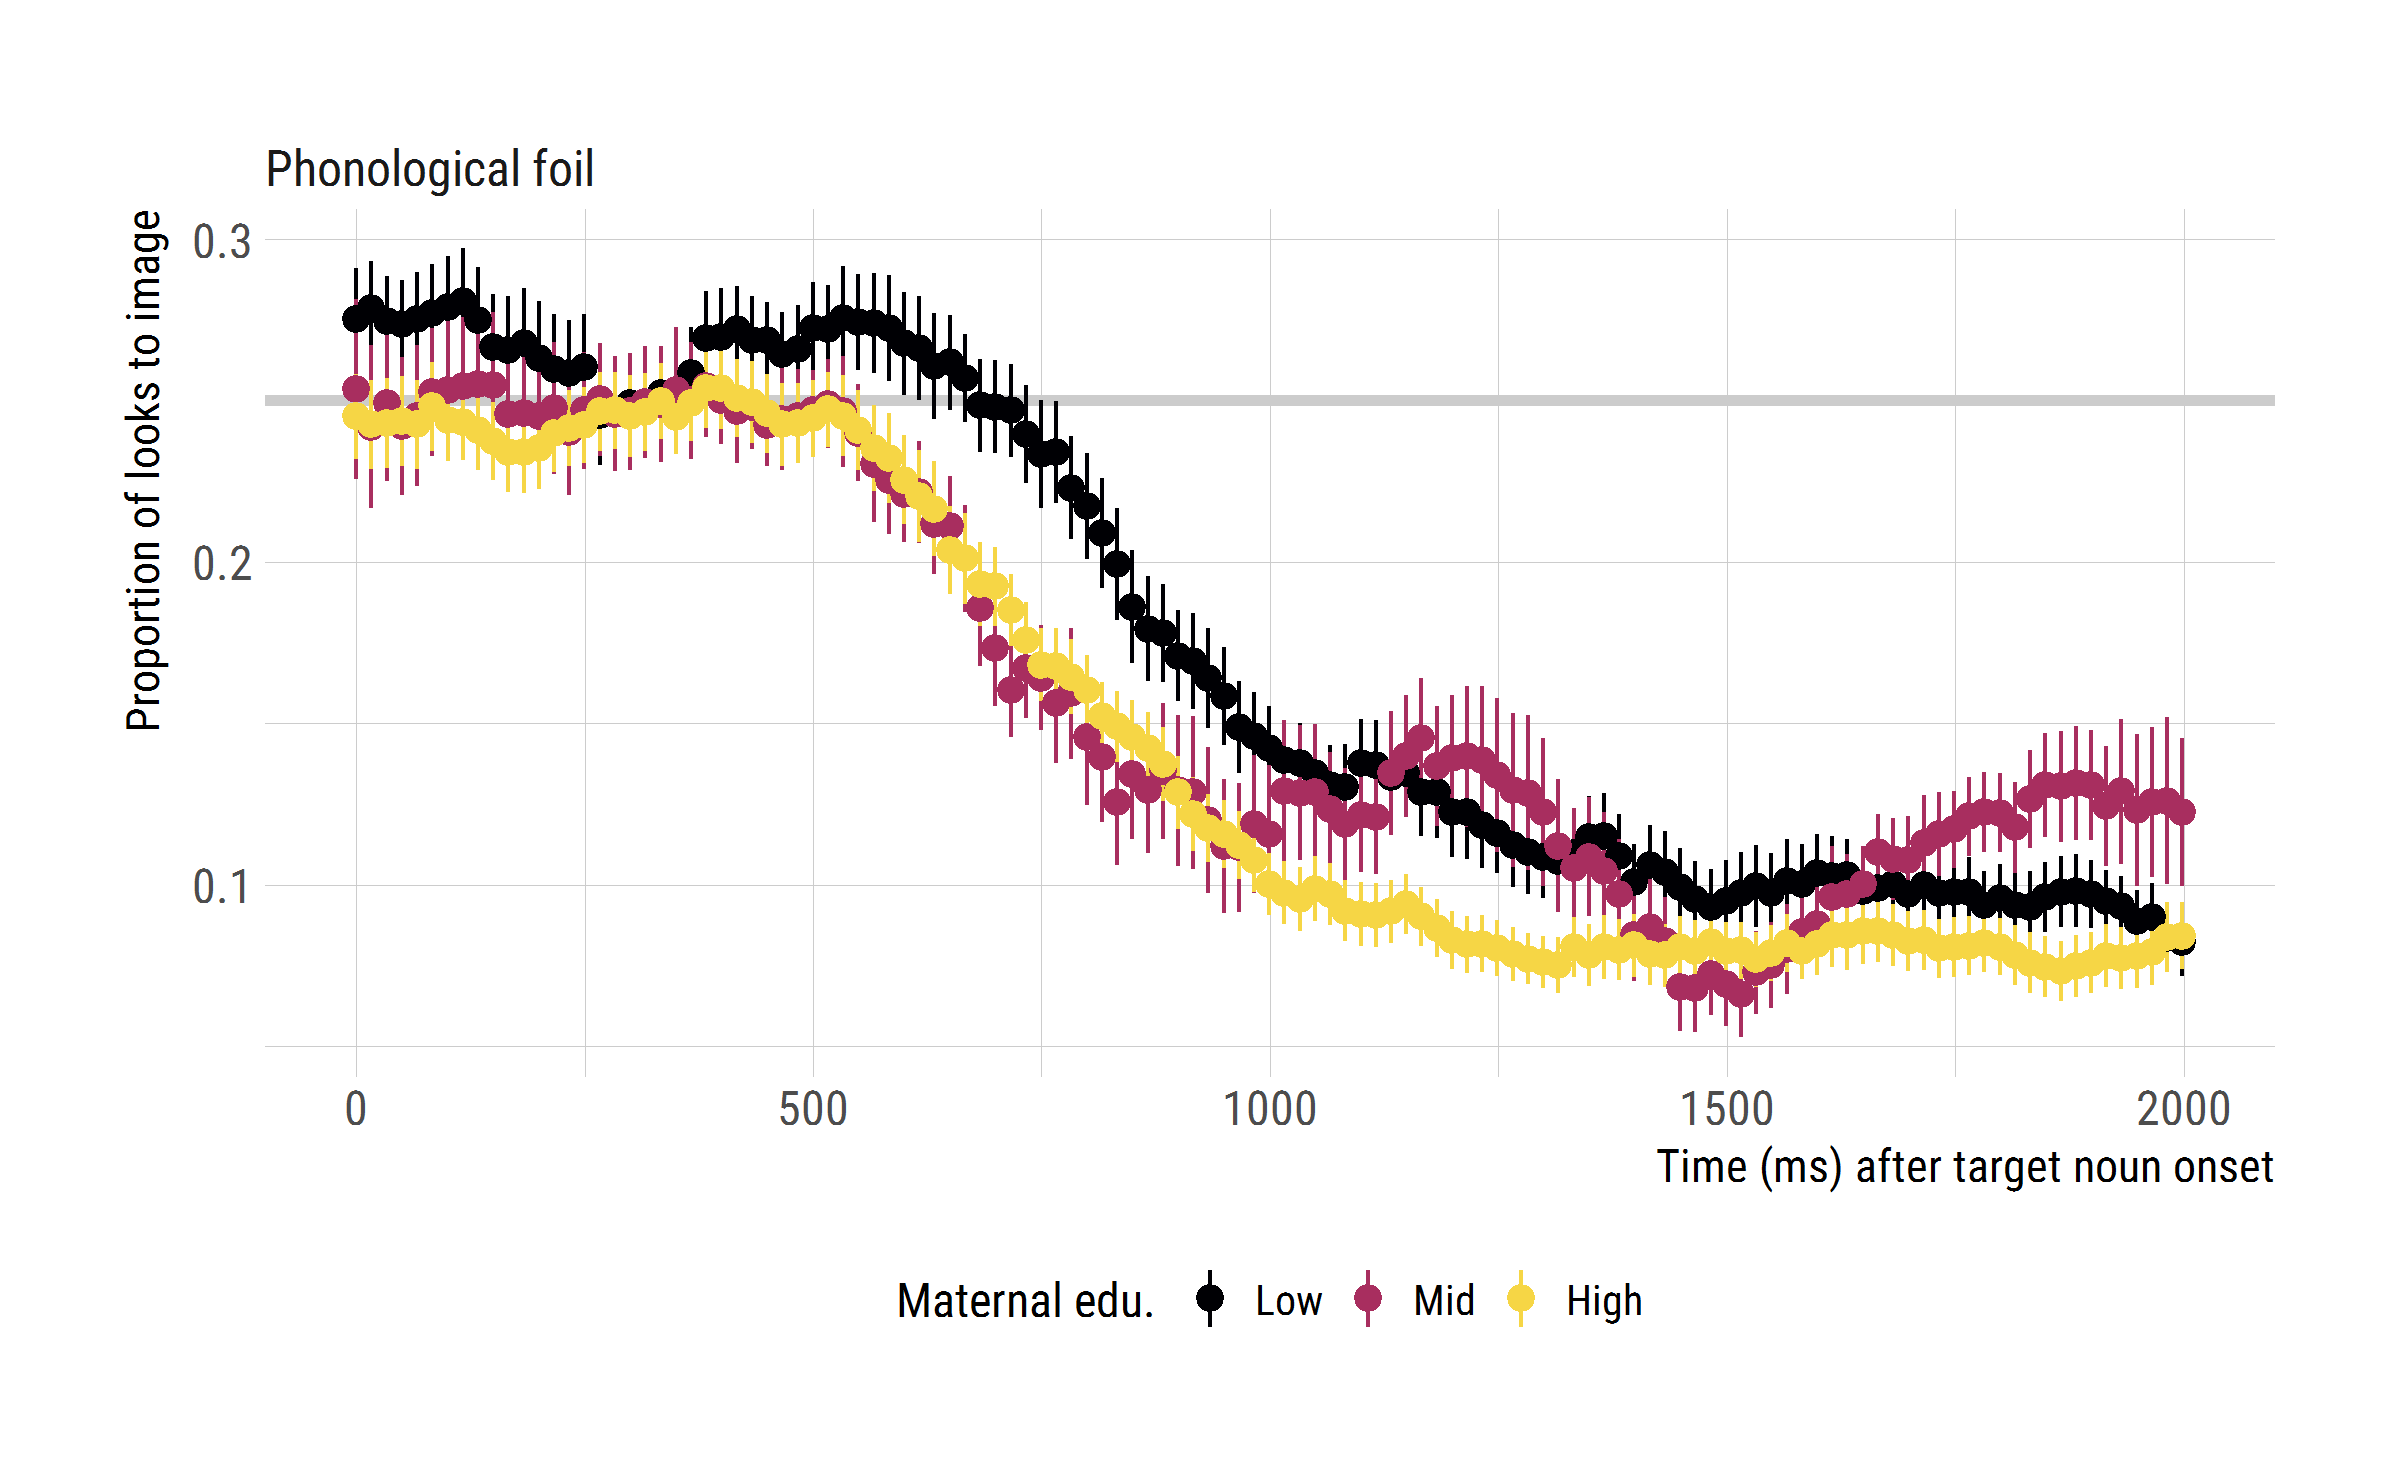 Phonological foil
Proportion of looks to image
0.3
0.2
0.1
0 500 1000 1500 2000
Time (ms) after target noun onset
Maternal edu. Low Mid High